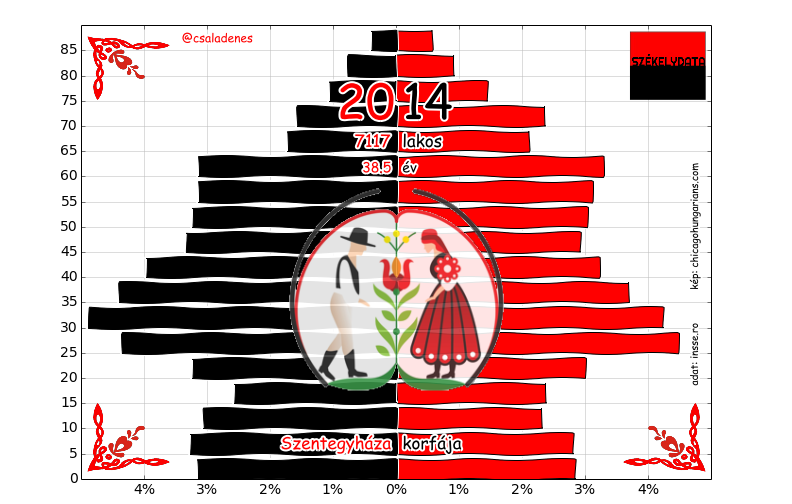 @csaladenes
SZÉKELYDATA
2014
7117 lakos
38.5 év
kép: chicagohungarians.com
adat: insse.ro
Szentegyháza korfája
85
80
75
70
65
60
55
50
45
40
35
30
25
20
15
10
5
0
4% 3% 2% 1% 0% 1% 2% 3% 4%